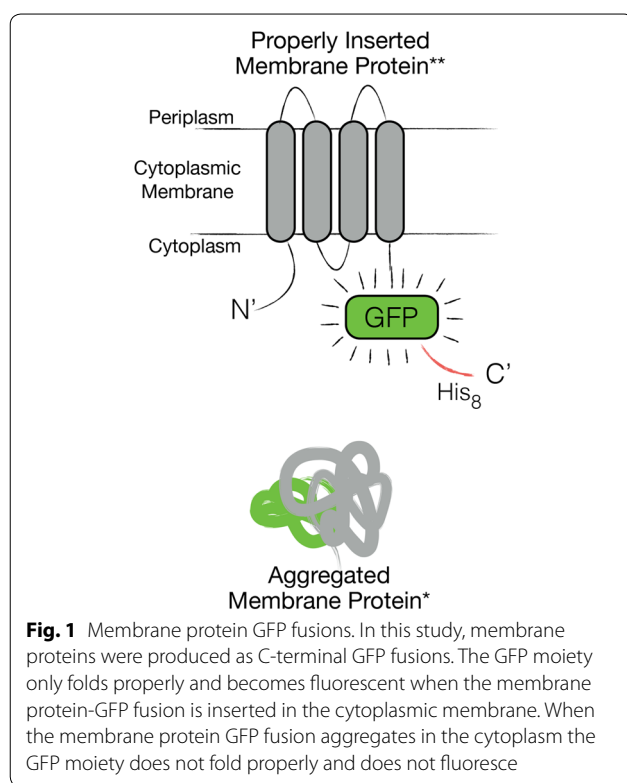 Properly Inserted
Membrane Protein**
Periplasm
Cytoplasmic
Membrane
Cytoplasm
N'
GFP
C'
His8
Aggregated
Membrane Protein*
Fig. 1 Membrane protein GFP fusions. In this study, membrane
proteins were produced as C-terminal GFP fusions. The GFP moiety
only folds properly and becomes fluorescent when the membrane
protein-GFP fusion is inserted in the cytoplasmic membrane. When
the membrane protein GFP fusion aggregates in the cytoplasm the
GFP moiety does not fold properly and does not fluoresce